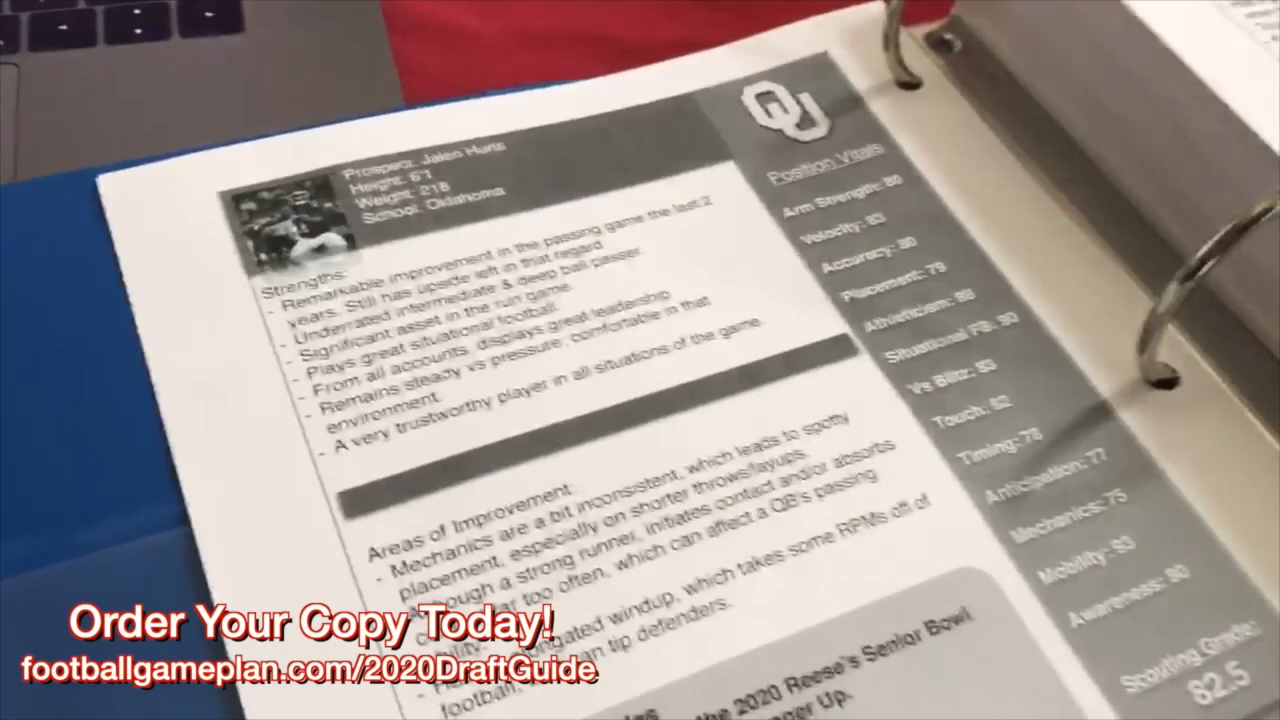 Prospect: Jalen Hurts
Height: 6'1
Weight: 218
School: Oklahoma
OU
Strengths:
- Remarkable improvement in the passing game the last 2
years. Still has upside left in that regard
- Underrated intermediate & deep ball passer.
- Significant asset in the run game.
- Plays great situational football.
- From all accounts, displays great leadership
- Remains steady vs pressure, comfortable in that
environment.
- A very trustworthy player in all situations of the game.
Areas of Improvement:
- Mechanics are a bit inconsistent, which leads to spotty
placement, especially on shorter throws/layups.
a strong runner, initiates contact and/or absorbs
far too often, which can affect a QB's passing
windup, which takes some RPMs off of
football. can tip defenders.
the 2020 Reese's Senior Bowl
Up.
Position Vitals
Arm Strength: 80
Velocity: 83
Accuracy: 80
Placement: 79
Athleticism: 88
Situational FB: 90
Vs Blitz: 83
Touch: 82
Timing: 78
Anticipation: 77
Mechanics: 75
Mobility: 93
Awareness: 80
Scouting Grade:
82.5
Order Your Copy Today!
footballgameplan.com/2020DraftGuide